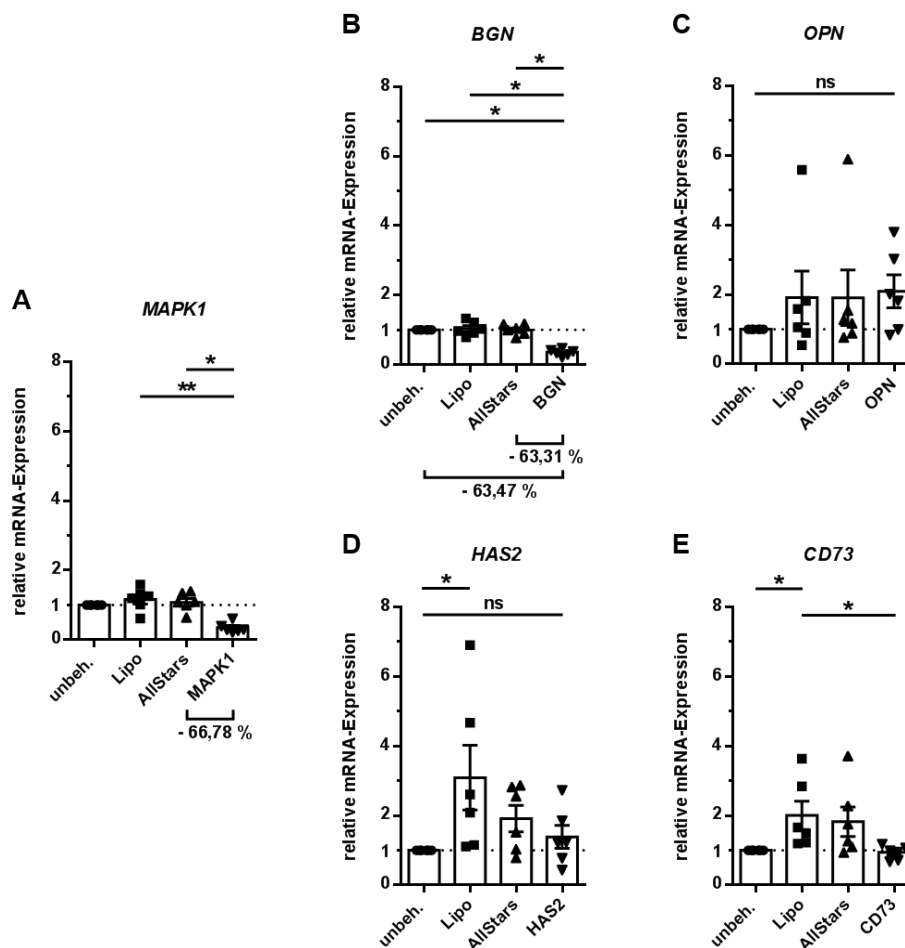 A
MAPK1
*
**
relative mRNA-Expression
8
6
4
2
1
0
unbeh.
Lipo
AllStars
MAPK1
- 66,78 %
B
BGN
*
*
*
relative mRNA-Expression
8
6
4
2
1
0
unbeh.
Lipo
AllStars
BGN
- 63,31 %
- 63,47 %
C
OPN
ns
relative mRNA-Expression
8
6
4
2
1
0
unbeh.
Lipo
AllStars
OPN
D
HAS2
*
ns
relative mRNA-Expression
8
6
4
2
1
0
unbeh.
Lipo
AllStars
HAS2
E
CD73
*
*
relative mRNA-Expression
8
6
4
2
1
0
unbeh.
Lipo
AllStars
CD73